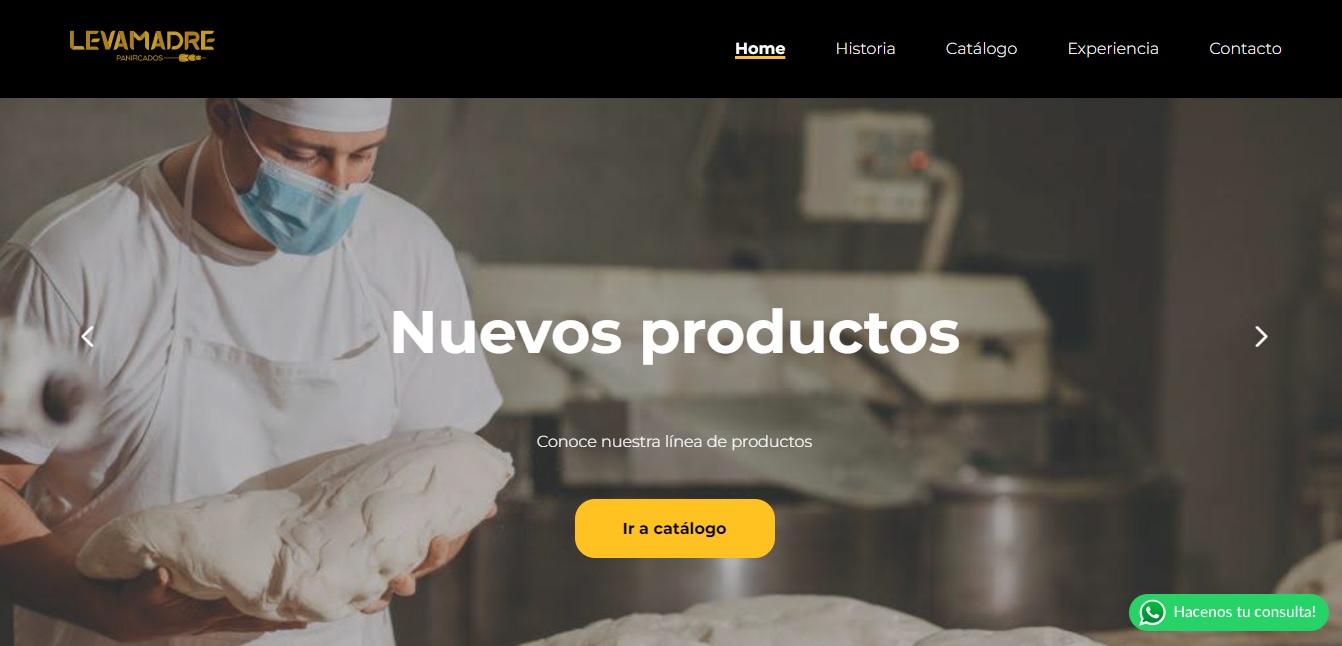 LEVAMADRE
PANIFICADOS
Home Historia Catálogo Experiencia Contacto
Nuevos productos
Conoce nuestra línea de productos
Ir a catálogo
Hacenos tu consulta!